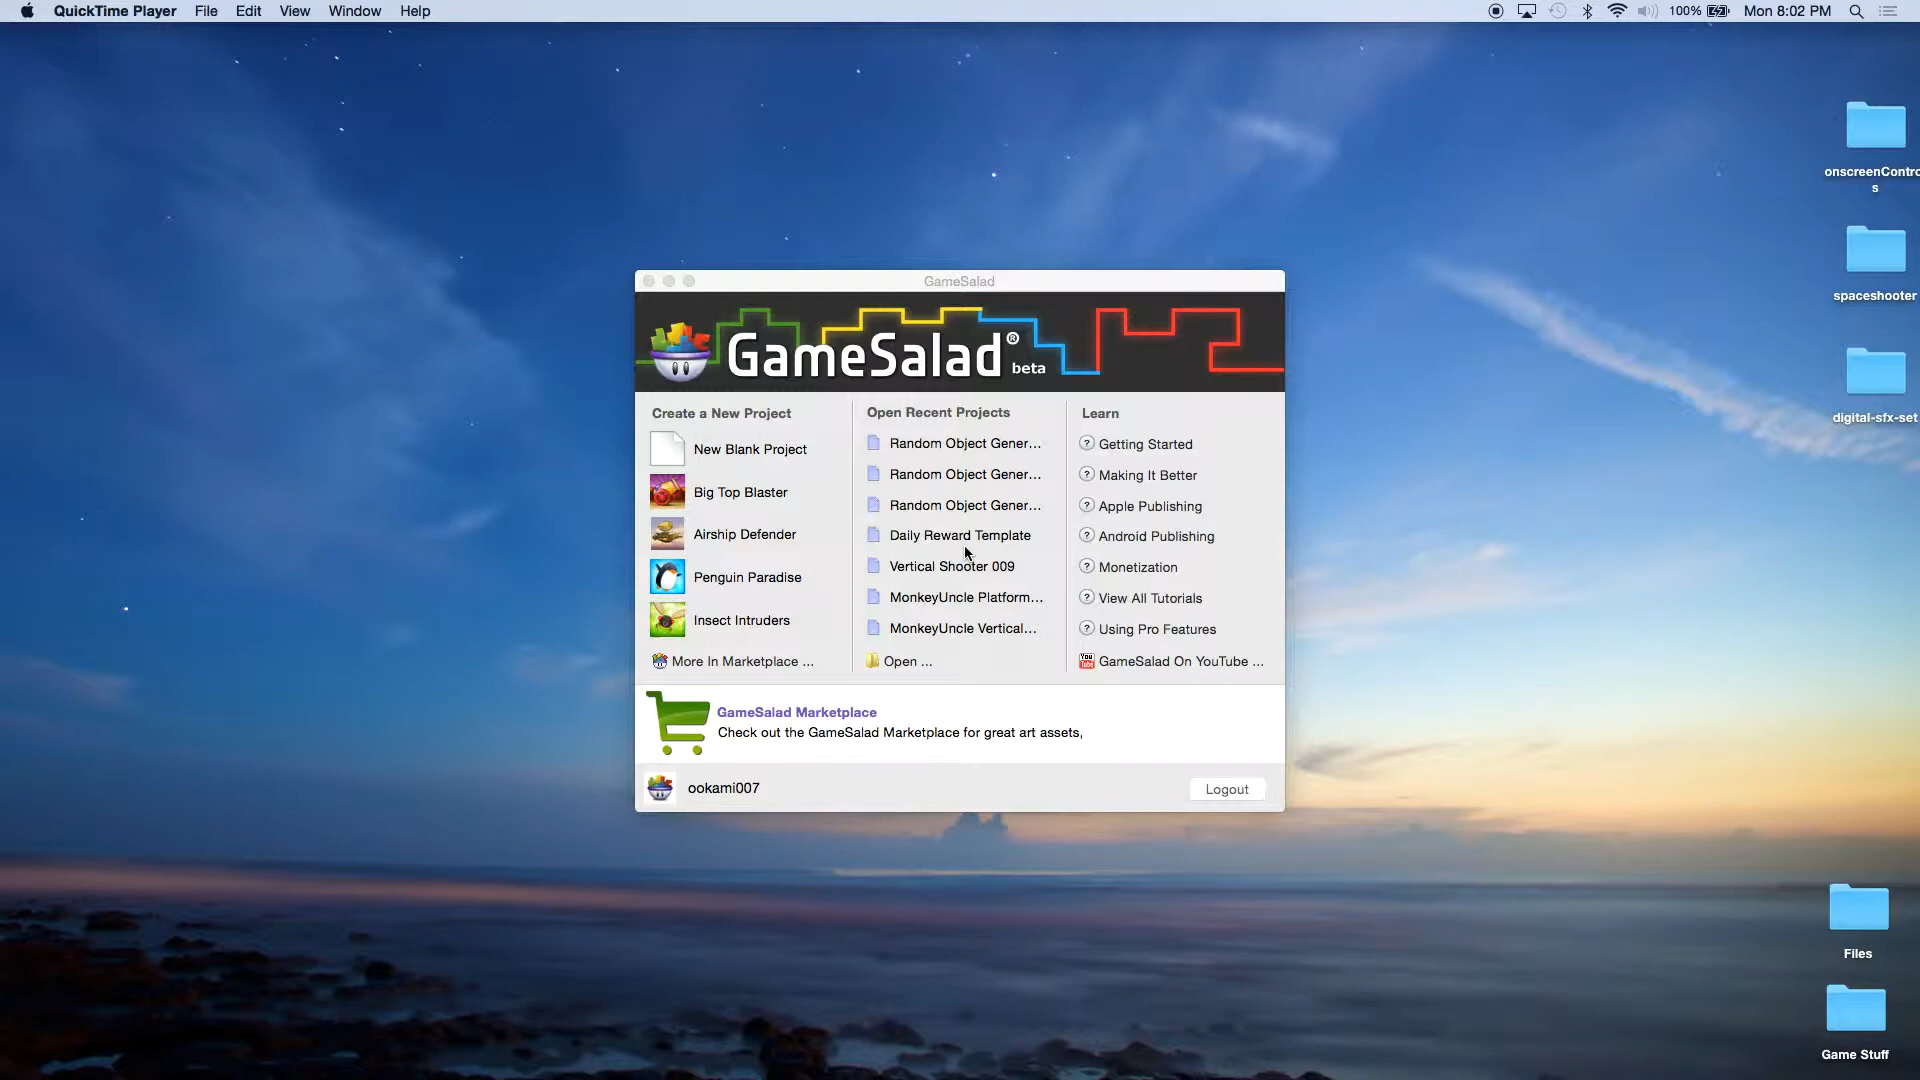 QuickTime Player File Edit View Window Help 100% Mon 8:02 PM
onscreenContro
s
spaceshooter
digital-sfx-set
GameSalad
GameSalad® beta
Create a New Project
New Blank Project
Big Top Blaster
Airship Defender
Penguin Paradise
Insect Intruders
More In Marketplace ...
Open Recent Projects
Random Object Gener...
Random Object Gener...
Random Object Gener...
Daily Reward Template
Vertical Shooter 009
MonkeyUncle Platform...
MonkeyUncle Vertical...
Open ...
Learn
? Getting Started
? Making It Better
? Apple Publishing
? Android Publishing
? Monetization
? View All Tutorials
? Using Pro Features
You Tube GameSalad On YouTube ...
GameSalad Marketplace
Check out the GameSalad Marketplace for great art assets,
ookami007
Logout
Files
Game Stuff